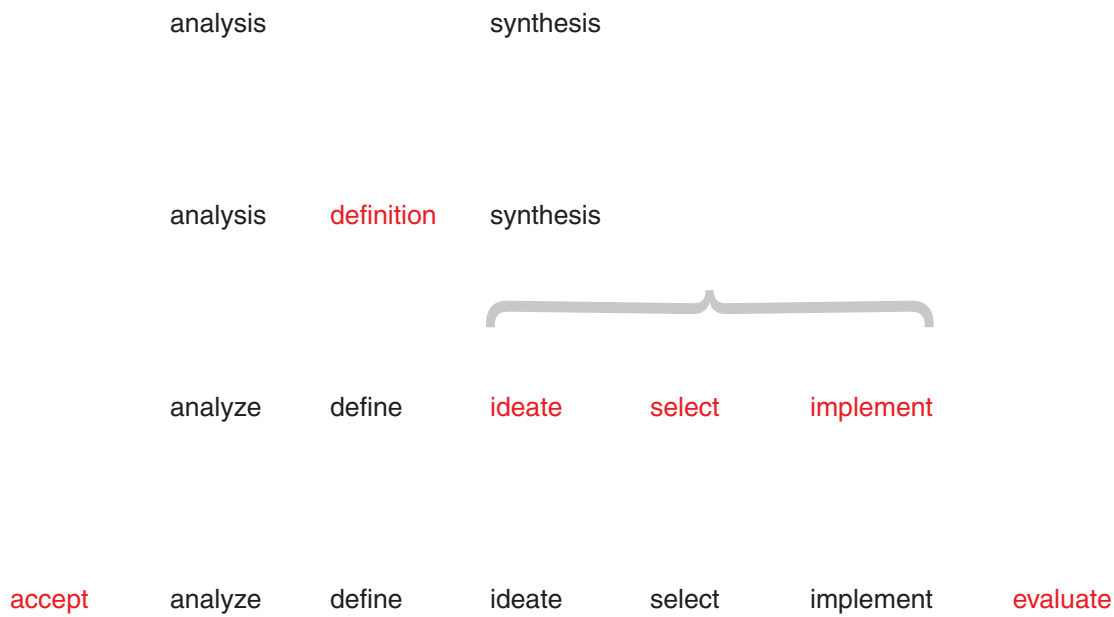 analysis synthesis
analysis definition synthesis
analyze define ideate select implement
accept analyze define ideate select implement evaluate